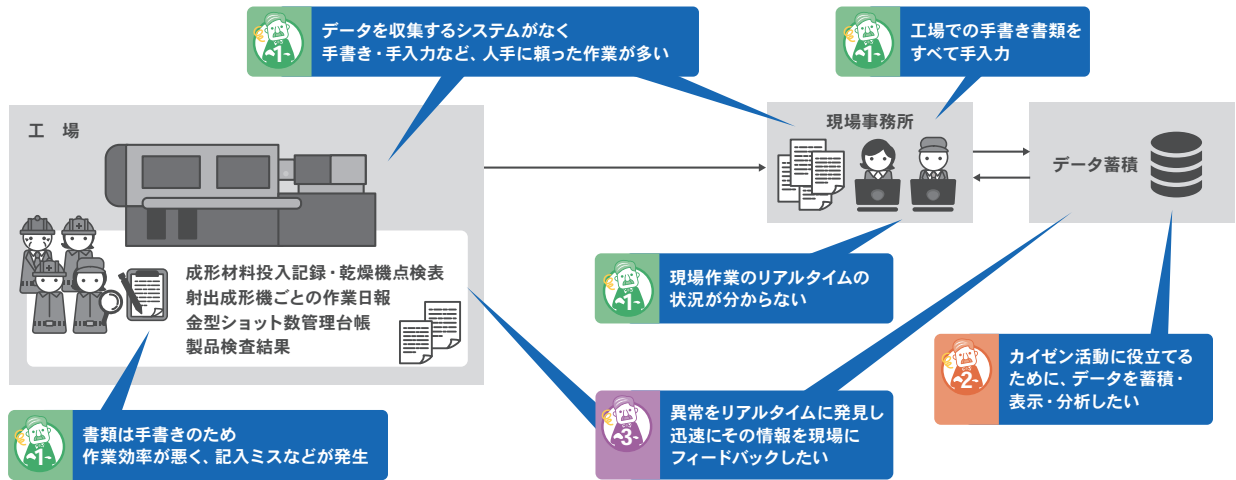 ~1~
データを収集するシステムがなく
手書き・手入力など、人手に頼った作業が多い
~1~
工場での手書き書類を
すべて手入力
工 場
現場事務所
データ蓄積
成形材料投入記録・乾燥機点検表
射出成形機ごとの作業日報
金型ショット数管理台帳
製品検査結果
~1~
現場作業のリアルタイムの
状況が分からない
~2~
カイゼン活動に役立てる
ために、データを蓄積・
表示・分析したい
~1~
書類は手書きのため
作業効率が悪く、記入ミスなどが発生
~3~
異常をリアルタイムに発見し
迅速にその情報を現場に
フィードバックしたい